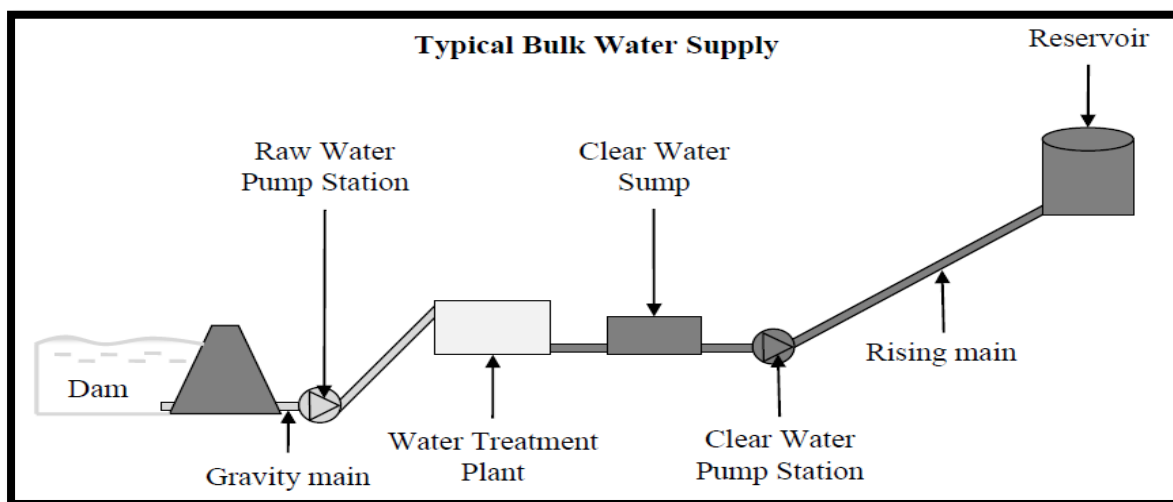 Typical Bulk Water Supply
Reservoir
Raw Water
Pump Station
Clear Water
Sump
Dam
Gravity main
Water Treatment
Plant
Clear Water
Pump Station
Rising main